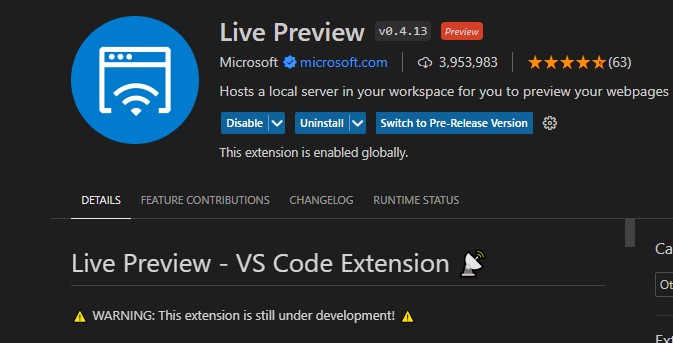 Live Preview v0.4.13 Preview
Microsoft microsoft.com 3,953,983 (63)
Hosts a local server in your workspace for you to preview your webpages
Disable Uninstall Switch to Pre-Release Version
This extension is enabled globally.
DETAILS FEATURE CONTRIBUTIONS CHANGELOG RUNTIME STATUS
Live Preview - VS Code Extension
Ca
WARNING: This extension is still under development!
Ot
Ext